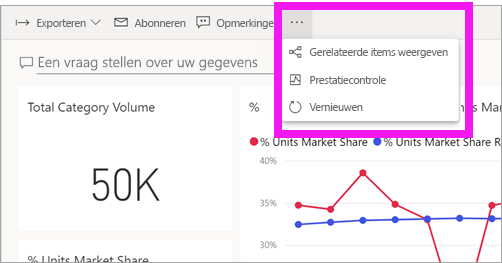 Exporteren
Abonneren
Opmerkinge
...
Gerelateerde items weergeven
Prestatiecontrole
Vernieuwen
Een vraag stellen over uw gegevens
Total Category Volume
50K
% Units Market Share
%
Ma
% Units Market Share
% Units Market Share R
40%
35%
30%